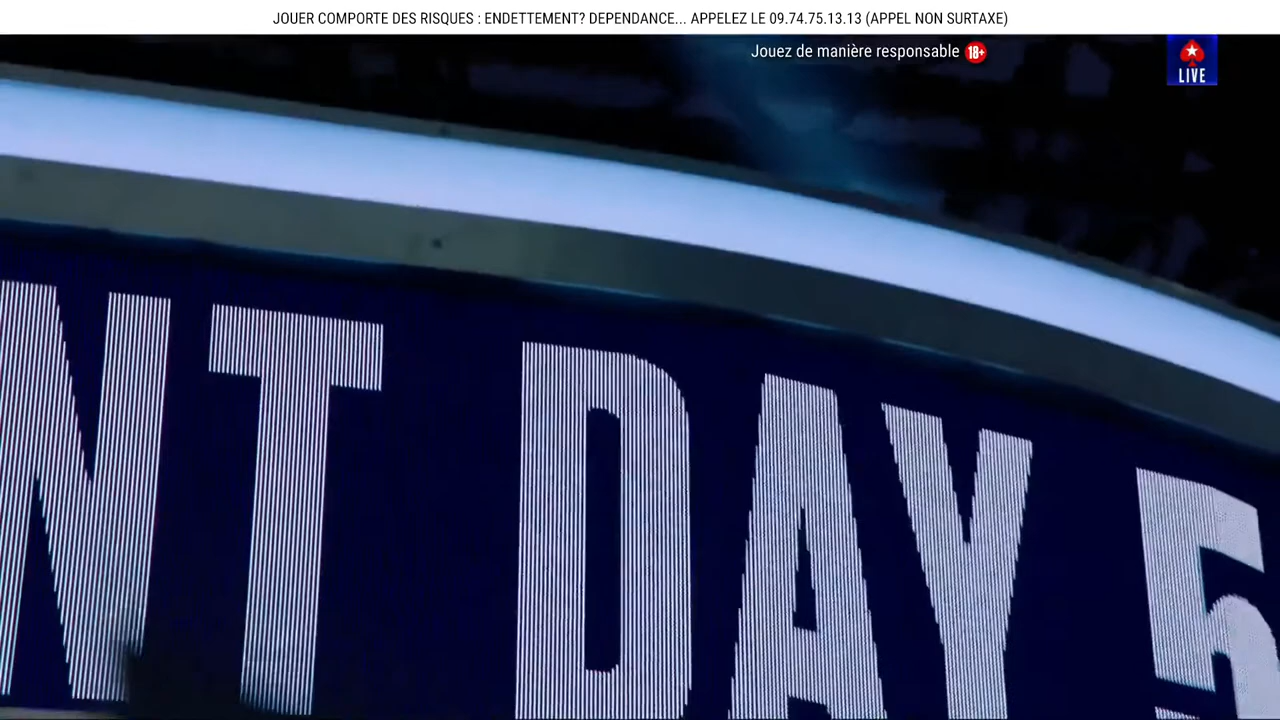 JOUER COMPORTE DES RISQUES : ENDETTEMENT? DEPENDANCE... APPELEZ LE 09.74.75.13.13 (APPEL NON SURTAXE)
Jouez de manière responsable 18+
LIVE
NT DAY 5